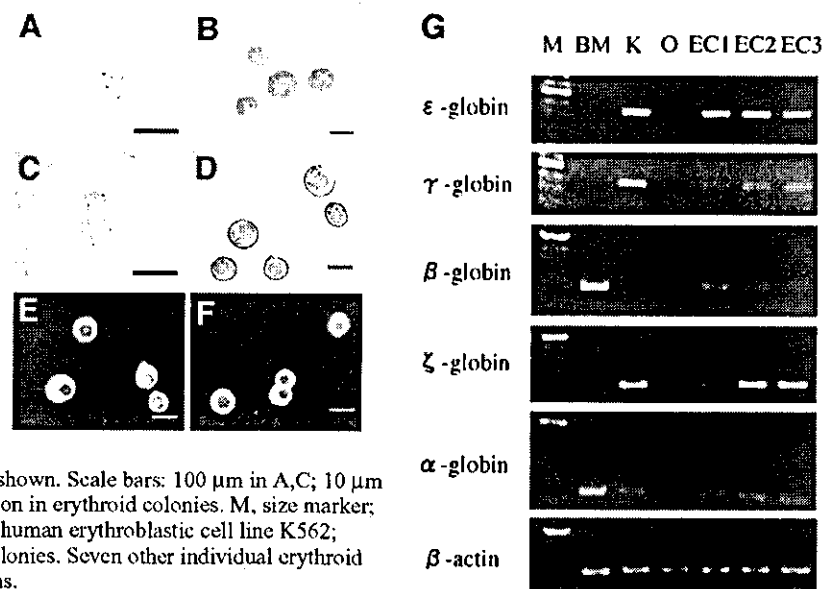 A
B
C
D
E
F
G
M BM K O EC1 EC2 EC3
ε-globin
γ-globin
β-globin
ζ-globin
α-globin
β-actin
shown. Scale bars: 100 μm in A,C; 10 μm
on in erythroid colonies. M, size marker;
human erythroblastic cell line K562;
lonies. Seven other individual erythroid
ns.